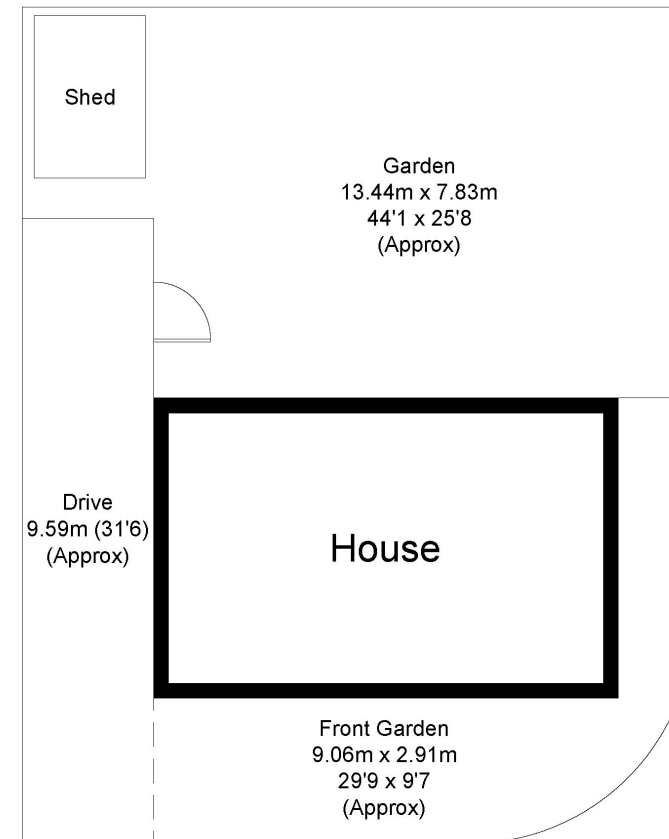 Shed
Garden
13.44m x 7.83m
44'1 x 25'8
(Approx)
Drive
9.59m (31'6)
(Approx)
House
Front Garden
9.06m x 2.91m
29'9 x 9'7
(Approx)